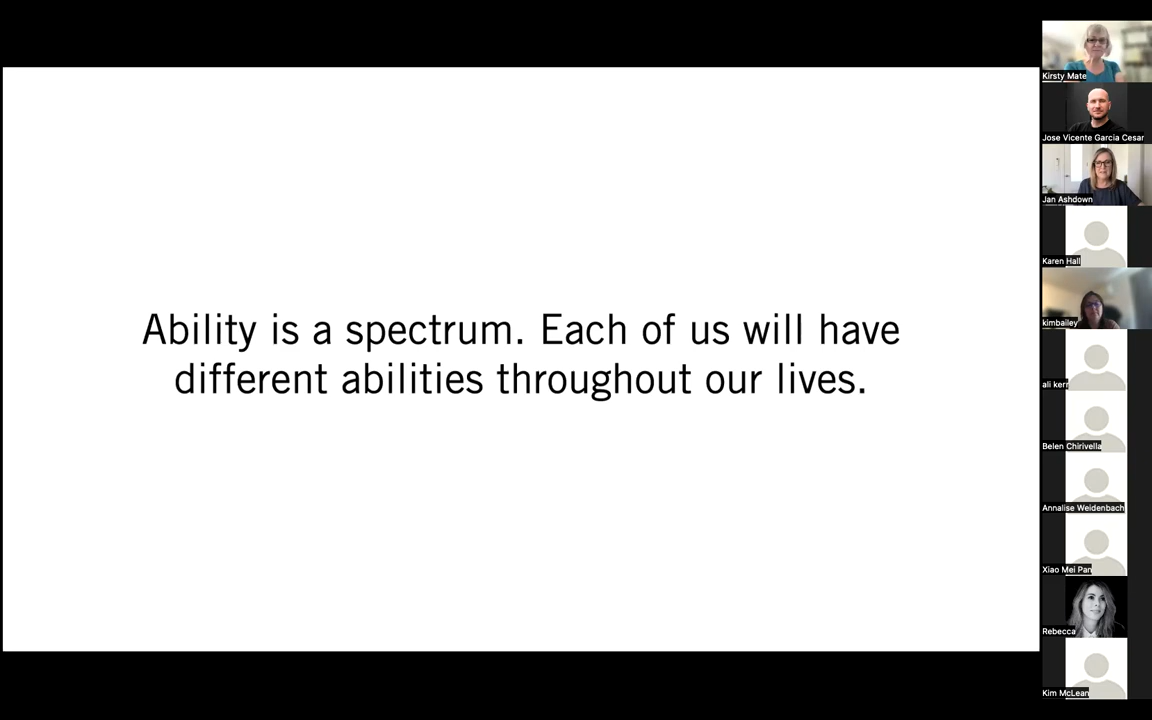 Ability is a spectrum. Each of us will have
different abilities throughout our lives.
Kirsty Mate
Jose Vicente Garcia Cesar
Jan Ashdown
Karen Hall
kimbailey
ali kerr
Belen Chirivella
Annalise Weidenbach
Xiao Mei Pan
Rebecca
Kim McLean